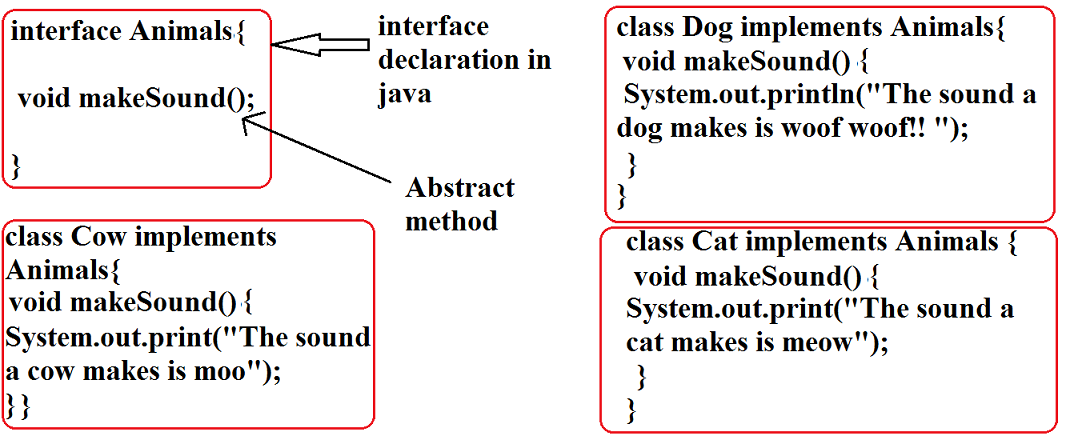 interface Animals{
void makeSound();
}
interface
declaration in
java
Abstract
method
class Dog implements Animals{
void makeSound() {
System.out.println("The sound a
dog makes is woof woof!! ");
}
}
class Cow implements
Animals{
void makeSound() {
System.out.print("The sound
a cow makes is moo");
}}
class Cat implements Animals {
void makeSound() {
System.out.print("The sound a
cat makes is meow");
}
}